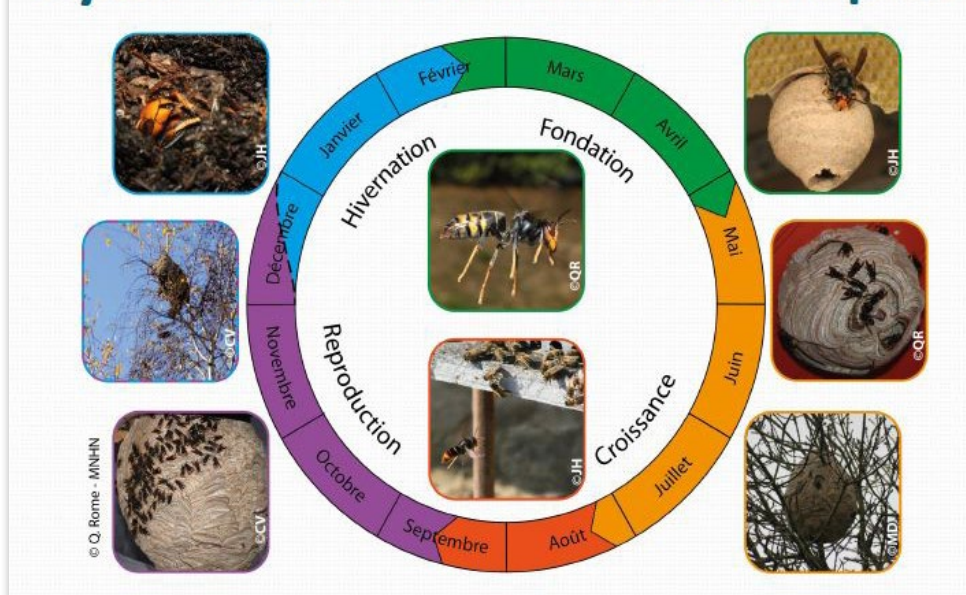 Janvier
Février
Mars
Avril
Mai
Juin
Juillet
Août
Septembre
Octobre
Novembre
Décembre
Hivernation
Fondation
Croissance
Reproduction
©JH
©JH
©QR
©CV
©QR
©JH
©CV
© Q. Rome - MNHN